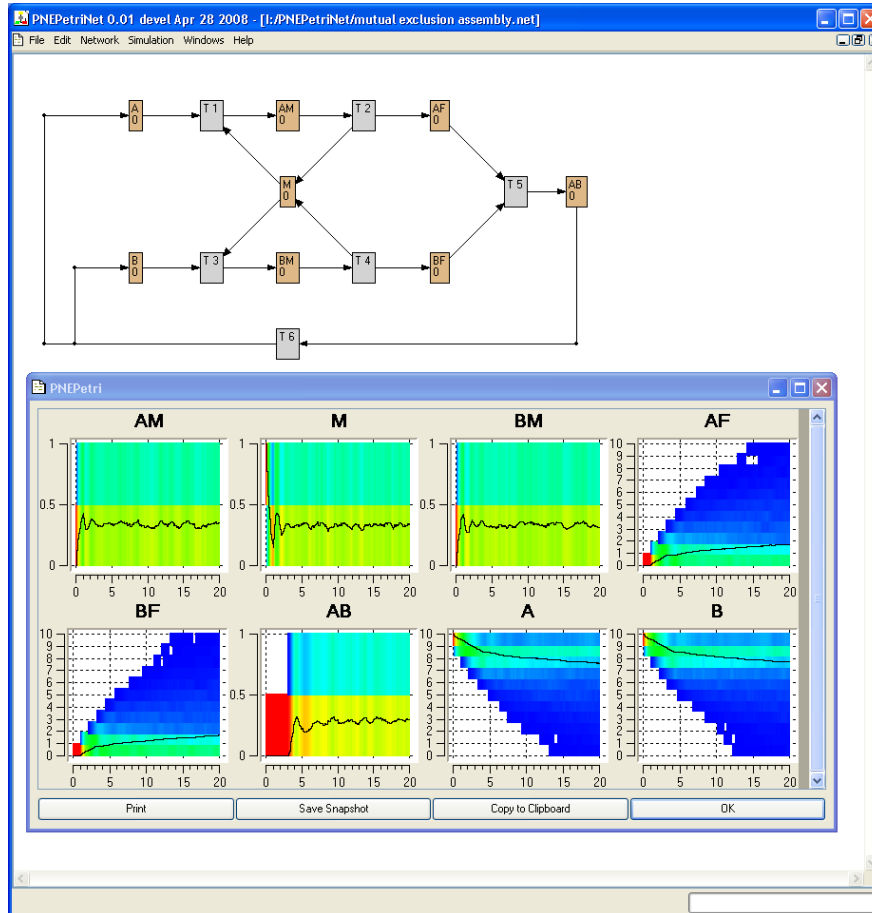 PNEPetriNet 0.01 devel Apr 28 2008 - [I:/PNEPetriNet/mutual exclusion assembly.net]
File Edit Network Simulation Windows Help
A T 1 AM T 2 AF
0 0 0
M T 5 AB
0 0
B T 3 BM T 4 BF
0 0 0
T 6
PNEPetri
AM M BM AF
1 1 1 10
9
8
7
6
0.5 0.5 0.5 5
4
3
2
1
0 0 0 0
0 5 10 15 20 0 5 10 15 20 0 5 10 15 20 0 5 10 15 20
BF AB A B
10 1 10 10
9 9 9
8 8 8
7 7 7
6 6 6
5 0.5 5 5
4 4 4
3 3 3
2 2 2
1 1 1
0 0 0 0
0 5 10 15 20 0 5 10 15 20 0 5 10 15 20 0 5 10 15 20
Print Save Snapshot Copy to Clipboard OK